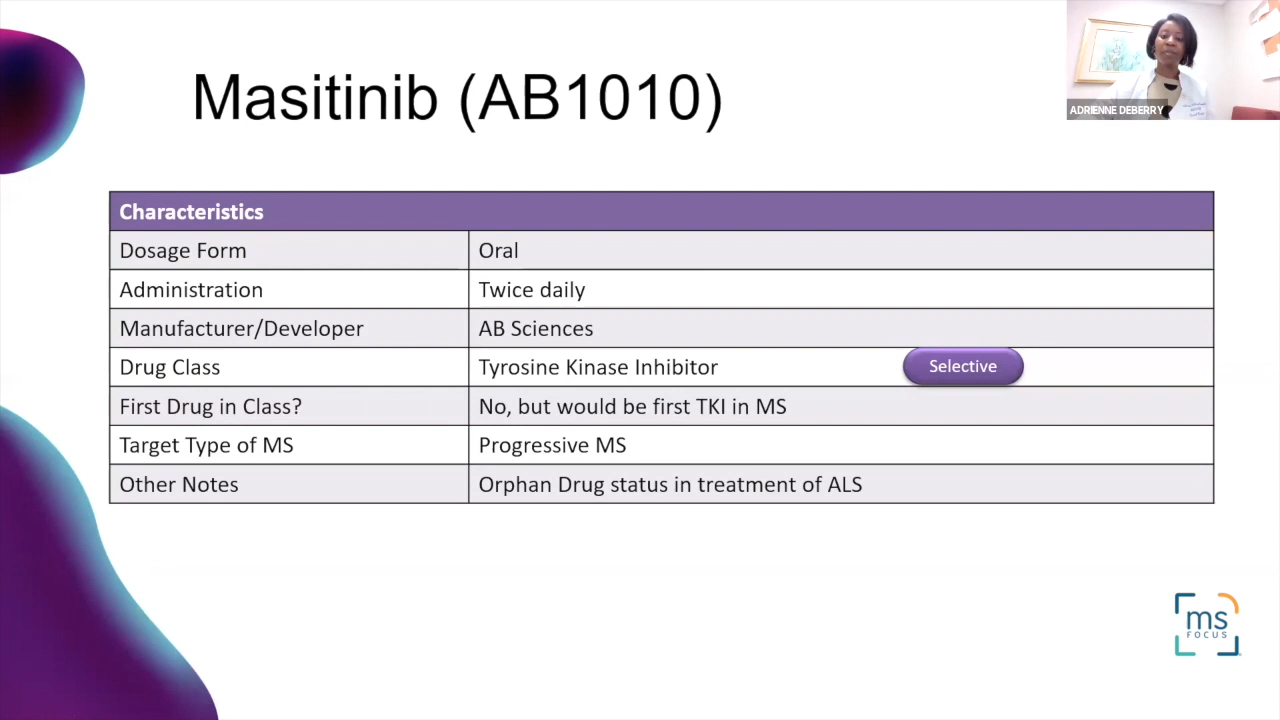 Masitinib (AB1010)
ADRIENNE DEBERRY
Characteristics
Dosage Form Oral
Administration Twice daily
Manufacturer/Developer AB Sciences
Drug Class Tyrosine Kinase Inhibitor Selective
First Drug in Class? No, but would be first TKI in MS
Target Type of MS Progressive MS
Other Notes Orphan Drug status in treatment of ALS
ms
FOCUS